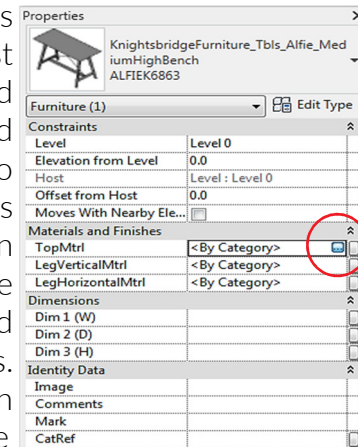 Properties
KnightsbridgeFurniture_Tbls_Alfie_Med
iumHighBench
ALFIEK6863
Furniture (1)
Edit Type
Constraints
Level Level 0
Elevation from Level 0.0
Host Level : Level 0
Offset from Host 0.0
Moves With Nearby Ele...
Materials and Finishes
TopMtrl <By Category>
LegVerticalMtrl <By Category>
LegHorizontalMtrl <By Category>
Dimensions
Dim 1 (W)
Dim 2 (D)
Dim 3 (H)
Identity Data
Image
Comments
Mark
CatRef